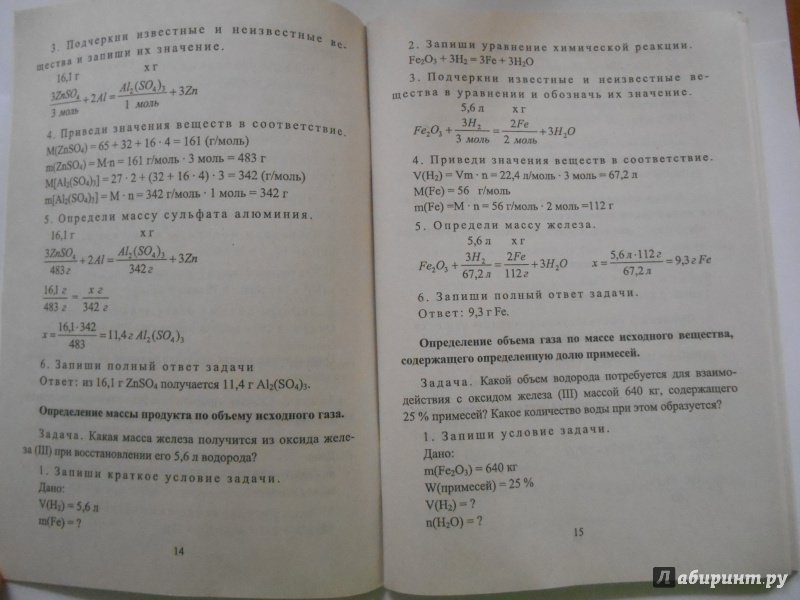 3. Подчеркни известные и неизвестные ве-
щества и запиши их значение.
16,1 г x г
3ZnSO₄/3 моль + 2Al = Al₂(SO₄)₃/1 моль + 3Zn
4. Приведи значения веществ в соответствие.
M(ZnSO₄) = 65 + 32 + 16 · 4 = 161 (г/моль)
m(ZnSO₄) = M·n = 161 г/моль · 3 моль = 483 г
M[Al₂(SO₄)₃] = 27 · 2 + (32 + 16 · 4) · 3 = 342 (г/моль)
m[Al₂(SO₄)₃] = M · n = 342 г/моль · 1 моль = 342 г
5. Определи массу сульфата алюминия.
16,1 г x г
3ZnSO₄/483 г + 2Al = Al₂(SO₄)₃/342 г + 3Zn
16,1 г/483 г = x г/342 г
x = 16,1·342/483 = 11,4 г Al₂(SO₄)₃
6. Запиши полный ответ задачи
Ответ: из 16,1 г ZnSO₄ получается 11,4 г Al₂(SO₄)₃.
Определение массы продукта по объему исходного газа.
Задача. Какая масса железа получится из оксида желе-
за (III) при восстановлении его 5,6 л водорода?
1. Запиши краткое условие задачи.
Дано:
V(H₂) = 5,6 л
m(Fe) = ?
14
2. Запиши уравнение химической реакции.
Fe₂O₃ + 3H₂ = 3Fe + 3H₂O
3. Подчеркни известные и неизвестные ве-
щества в уравнении и обозначь их значение.
5,6 л x г
Fe₂O₃ + 3H₂/3 моль = 2Fe/2 моль + 3H₂O
4. Приведи значения веществ в соответствие.
V(H₂) = Vm · n = 22,4 л/моль · 3 моль = 67,2 л
M(Fe) = 56 г/моль
m(Fe) =M · n = 56 г/моль · 2 моль =112 г
5. Определи массу железа.
5,6 л x г
Fe₂O₃ + 3H₂/67,2 л = 2Fe/112 г + 3H₂O x = 5,6 л·112 г/67,2 л = 9,3 г Fe
6. Запиши полный ответ задачи.
Ответ: 9,3 г Fe.
Определение объема газа по массе исходного вещества,
содержащего определенную долю примесей.
Задача. Какой объем водорода потребуется для взаимо-
действия с оксидом железа (III) массой 640 кг, содержащего
25 % примесей? Какое количество воды при этом образуется?
1. Запиши условие задачи.
Дано:
m(Fe₂O₃) = 640 кг
W(примесей) = 25 %
V(H₂) = ?
n(H₂O) = ?
15
Лабиринт.ру